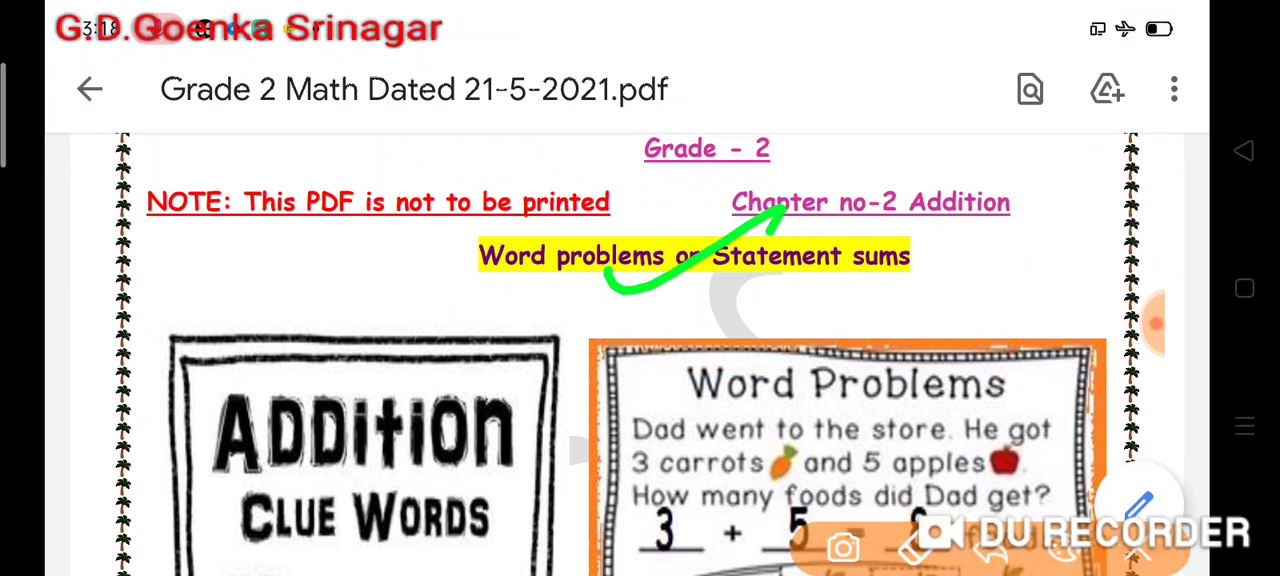 3:18
G.D.Goenka Srinagar
Grade 2 Math Dated 21-5-2021.pdf
Grade - 2
NOTE: This PDF is not to be printed
Chapter no-2 Addition
Word problems or Statement sums
ADDition
CLUE WORDS
Word Problems
Dad went to the store. He got
3 carrots and 5 apples
How many foods did Dad get?
3 + 5 =
DU RECORDER